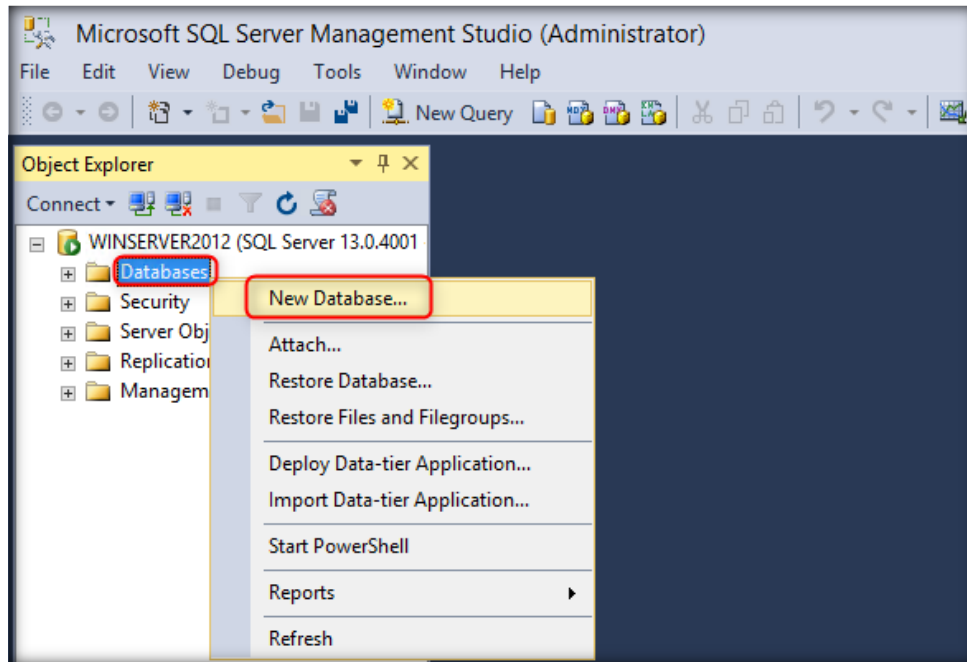 Microsoft SQL Server Management Studio (Administrator)
File Edit View Debug Tools Window Help
New Query
Object Explorer
Connect
WINSERVER2012 (SQL Server 13.0.4001
Databases
Security
Server Obj
Replication
Managem
New Database...
Attach...
Restore Database...
Restore Files and Filegroups...
Deploy Data-tier Application...
Import Data-tier Application...
Start PowerShell
Reports
Refresh